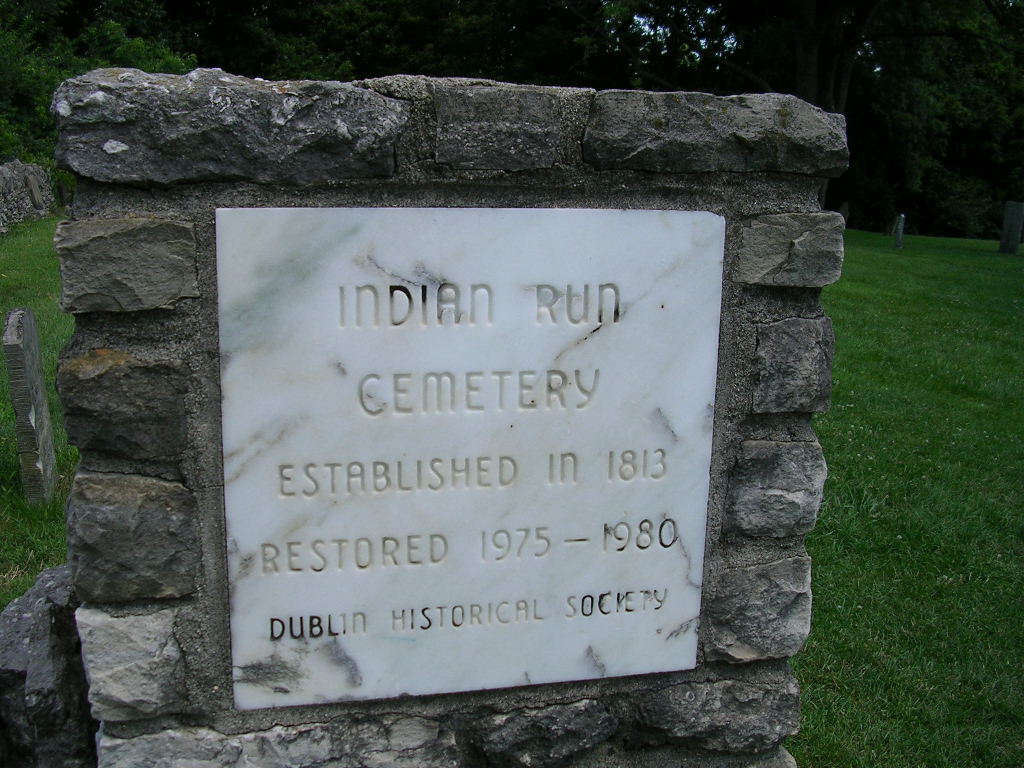 INDIAN RUN
CEMETERY
ESTABLISHED IN 1813
RESTORED 1975 – 1980
DUBLIN HISTORICAL SOCIETY